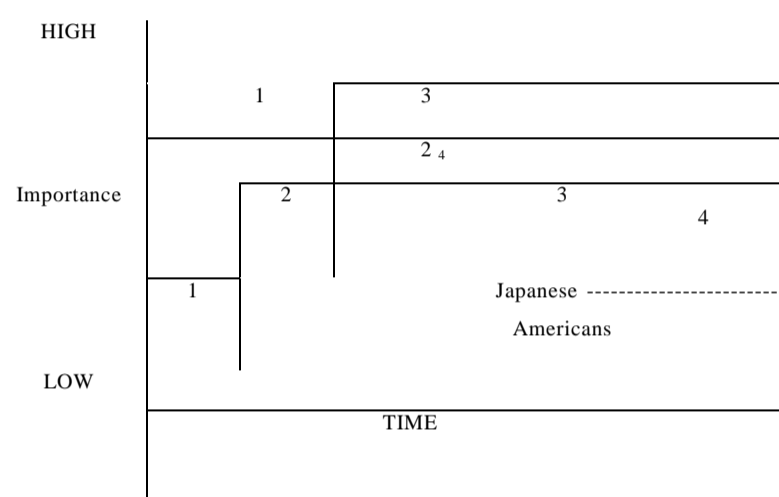 HIGH
1 3
2 4
Importance 2 3
4
1 Japanese ------------------------
Americans
LOW
TIME